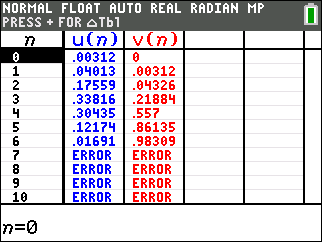 NORMAL FLOAT AUTO REAL RADIAN MP
PRESS + FOR △Tbl
n u(n) v(n)
0 .00312 0
1 .04013 .00312
2 .17559 .04326
3 .33816 .21884
4 .30435 .557
5 .12174 .86135
6 .01691 .98309
7 ERROR ERROR
8 ERROR ERROR
9 ERROR ERROR
10 ERROR ERROR
n=0